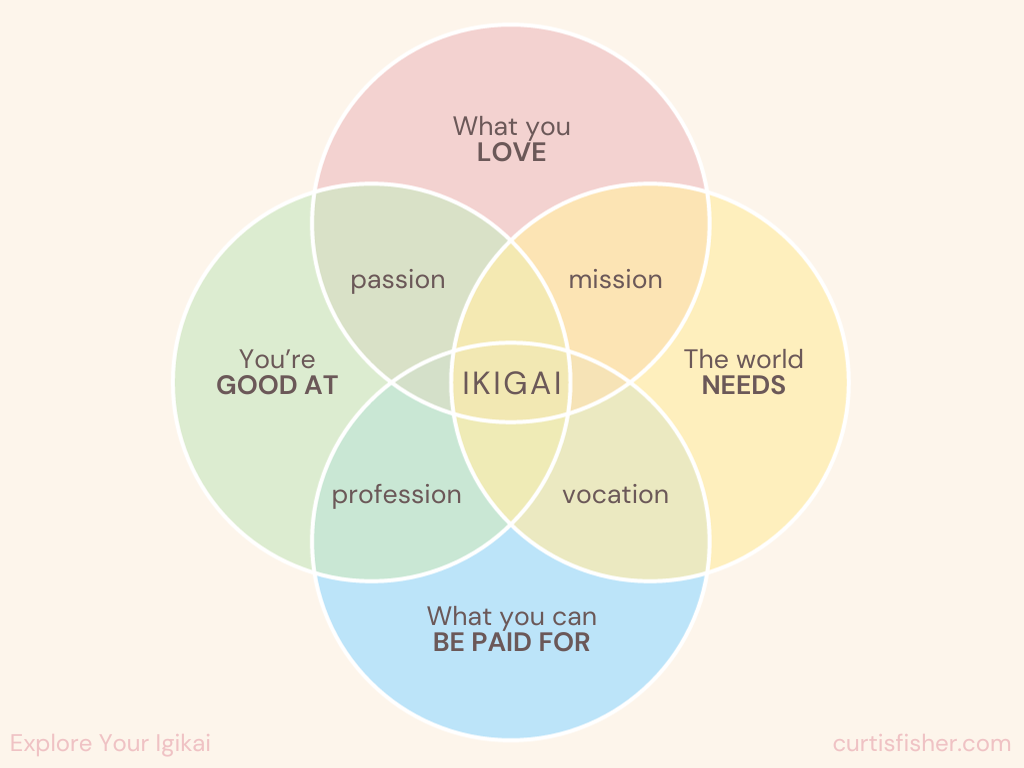 What you
LOVE
passion
mission
You’re
GOOD AT
IKIGAI
The world
NEEDS
profession
vocation
What you can
BE PAID FOR
Explore Your Igikai
curtisfisher.com